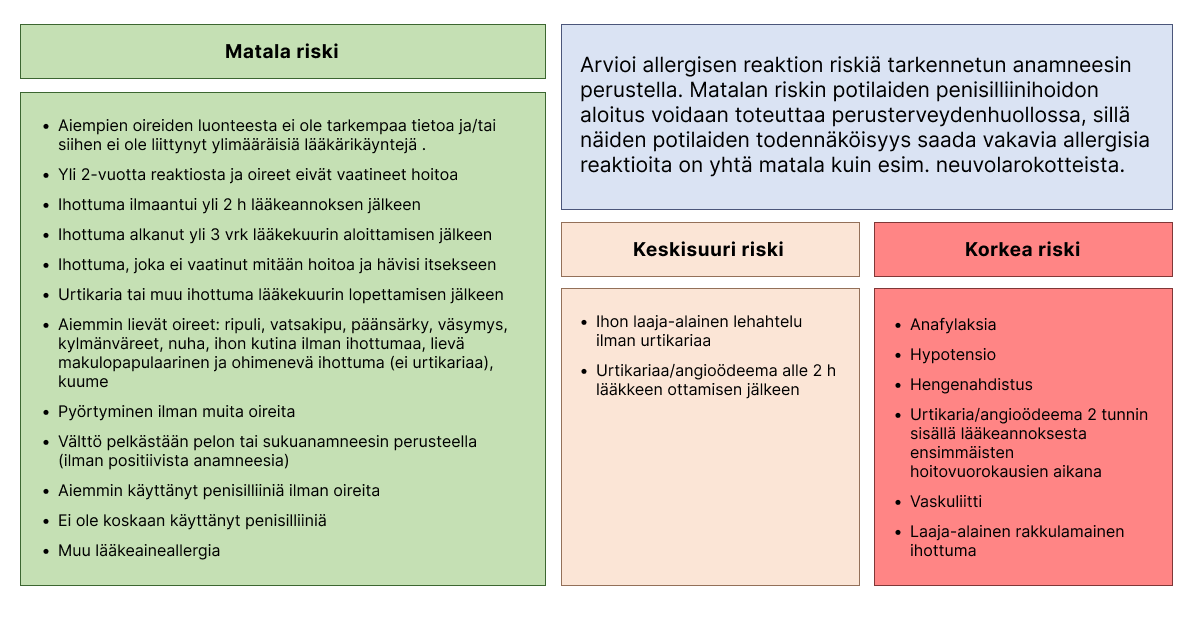 Matala riski
• Aiempien oireiden luonteesta ei ole tarkempaa tietoa ja/tai
siihen ei ole liittynyt ylimääräisiä lääkärikäyntejä .
• Yli 2-vuotta reaktiosta ja oireet eivät vaatineet hoitoa
• Ihottuma ilmaantui yli 2 h lääkeannoksen jälkeen
• Ihottuma alkanut yli 3 vrk lääkekuurin aloittamisen jälkeen
• Ihottuma, joka ei vaatinut mitään hoitoa ja hävisi itsekseen
• Urtikaria tai muu ihottuma lääkekuurin lopettamisen jälkeen
• Aiemmin lievät oireet: ripuli, vatsakipu, päänsärky, väsymys,
kylmänväreet, nuha, ihon kutina ilman ihottumaa, lievä
makulopapulaarinen ja ohimenevä ihottuma (ei urtikariaa),
kuume
• Pyörtyminen ilman muita oireita
• Välttö pelkästään pelon tai sukuanamneesin perusteella
(ilman positiivista anamneesia)
• Aiemmin käyttänyt penisilliiniä ilman oireita
• Ei ole koskaan käyttänyt penisilliiniä
• Muu lääkeaineallergia
Arvioi allergisen reaktion riskiä tarkennetun anamneesin
perustella. Matalan riskin potilaiden penisilliinihoidon
aloitus voidaan toteuttaa perusterveydenhuollossa, sillä
näiden potilaiden todennäköisyys saada vakavia allergisia
reaktioita on yhtä matala kuin esim. neuvolarokotteista.
Keskisuuri riski
• Ihon laaja-alainen lehahtelu
ilman urtikariaa
• Urtikariaa/angioödeema alle 2 h
lääkkeen ottamisen jälkeen
Korkea riski
• Anafylaksia
• Hypotensio
• Hengenahdistus
• Urtikaria/angioödeema 2 tunnin
sisällä lääkeannoksesta
ensimmäisten
hoitovuorokausien aikana
• Vaskuliitti
• Laaja-alainen rakkulamainen
ihottuma